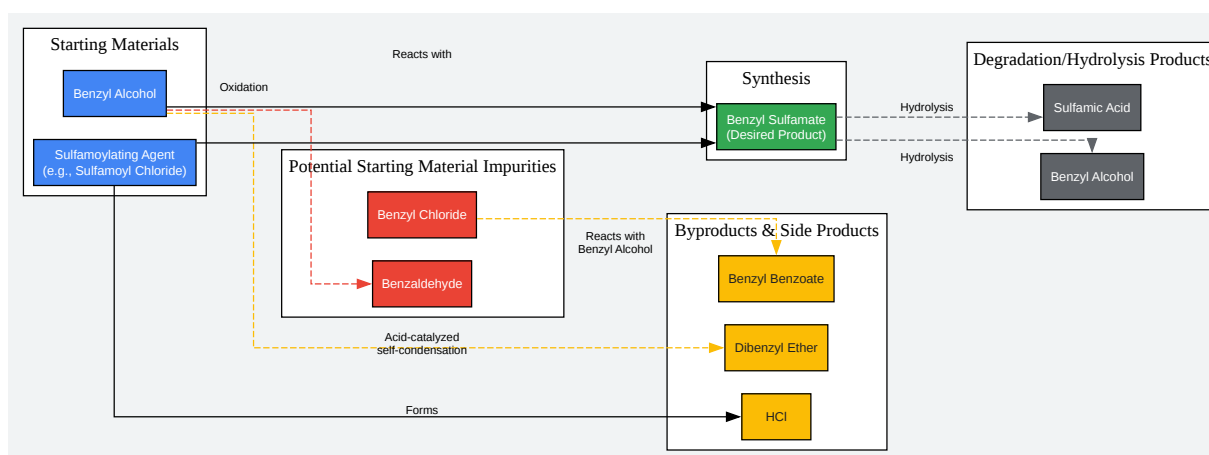 Starting Materials
Benzyl Alcohol
Sulfamoylating Agent
(e.g., Sulfamoyl Chloride)
Oxidation
Reacts with
Synthesis
Benzyl Sulfamate
(Desired Product)
Hydrolysis
Hydrolysis
Degradation/Hydrolysis Products
Sulfamic Acid
Benzyl Alcohol
Potential Starting Material Impurities
Benzyl Chloride
Benzaldehyde
Reacts with
Benzyl Alcohol
Byproducts & Side Products
Benzyl Benzoate
Dibenzyl Ether
HCl
Acid-catalyzed
self-condensation
Forms